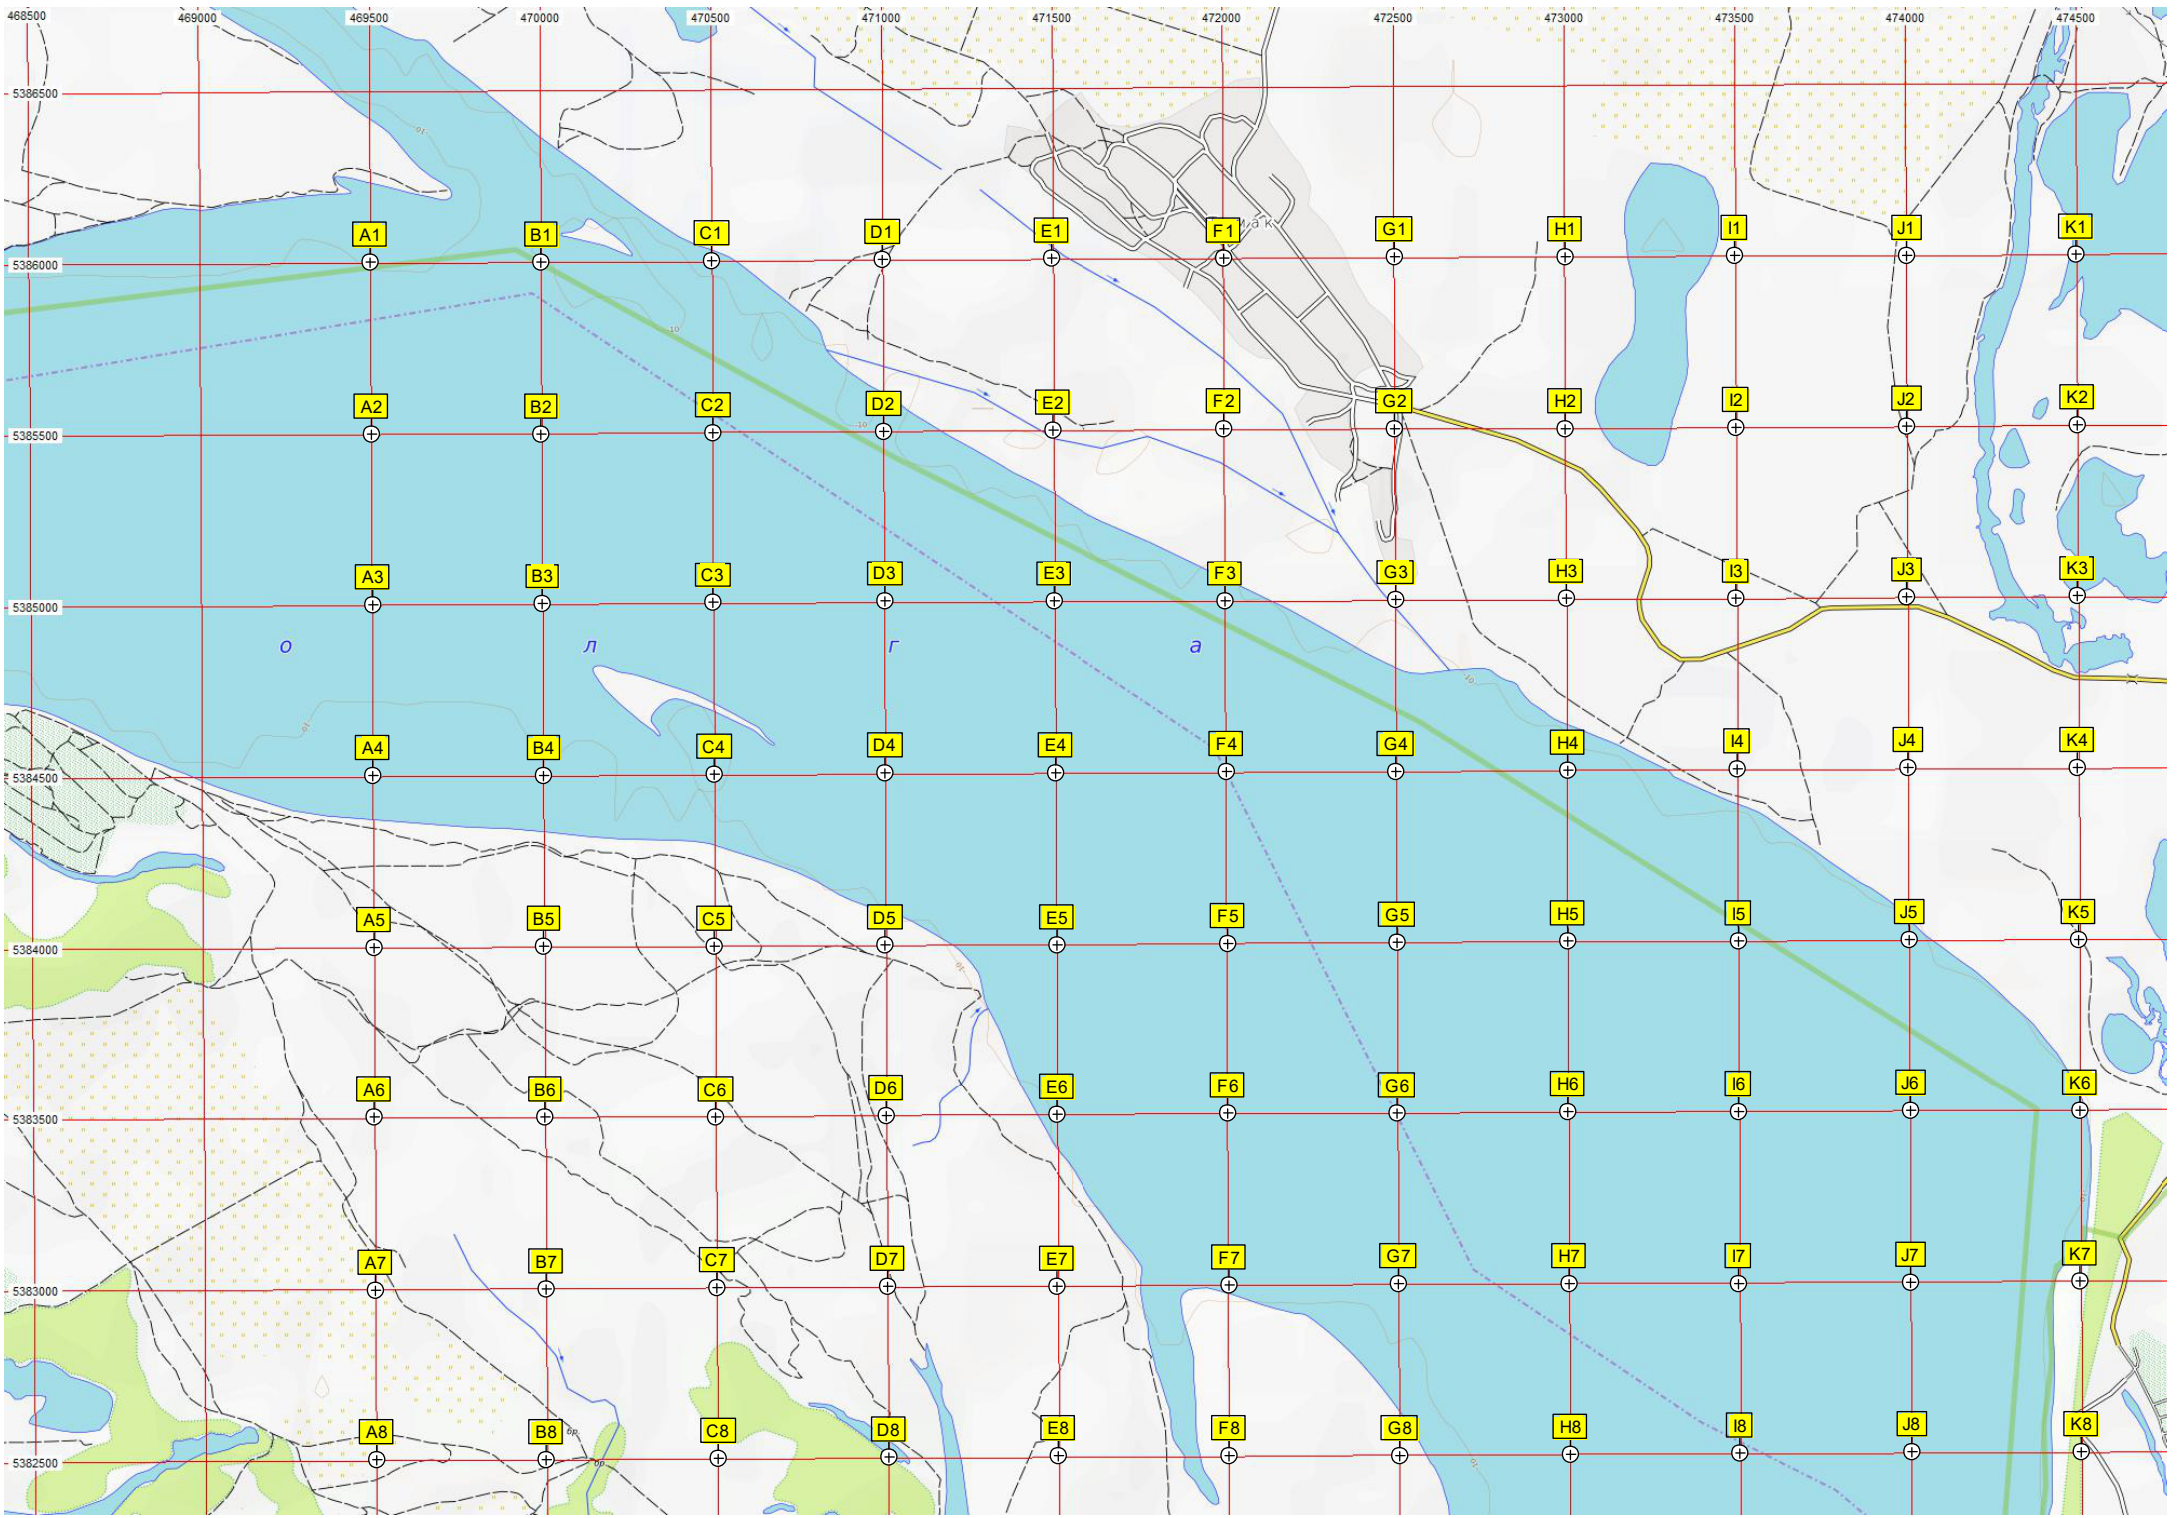 468500 469000 469500 470000 470500 471000 471500 472000 472500 473000 473500 474000 474500
5386500
A1 B1 C1 D1 E1 F1 G1 H1 I1 J1 K1
5386000
-10
A2 B2 C2 D2 E2 F2 G2 H2 I2 J2 K2
5385500
-10
A3 B3 C3 D3 E3 F3 G3 H3 I3 J3 K3
5385000
о л г а
A4 B4 C4 D4 E4 F4 G4 H4 I4 J4 K4
5384500
A5 B5 C5 D5 E5 F5 G5 H5 I5 J5 K5
5384000
A6 B6 C6 D6 E6 F6 G6 H6 I6 J6 K6
5383500
A7 B7 C7 D7 E7 F7 G7 H7 I7 J7 K7
5383000
A8 B8 C8 D8 E8 F8 G8 H8 I8 J8 K8
бр.
5382500
бр.